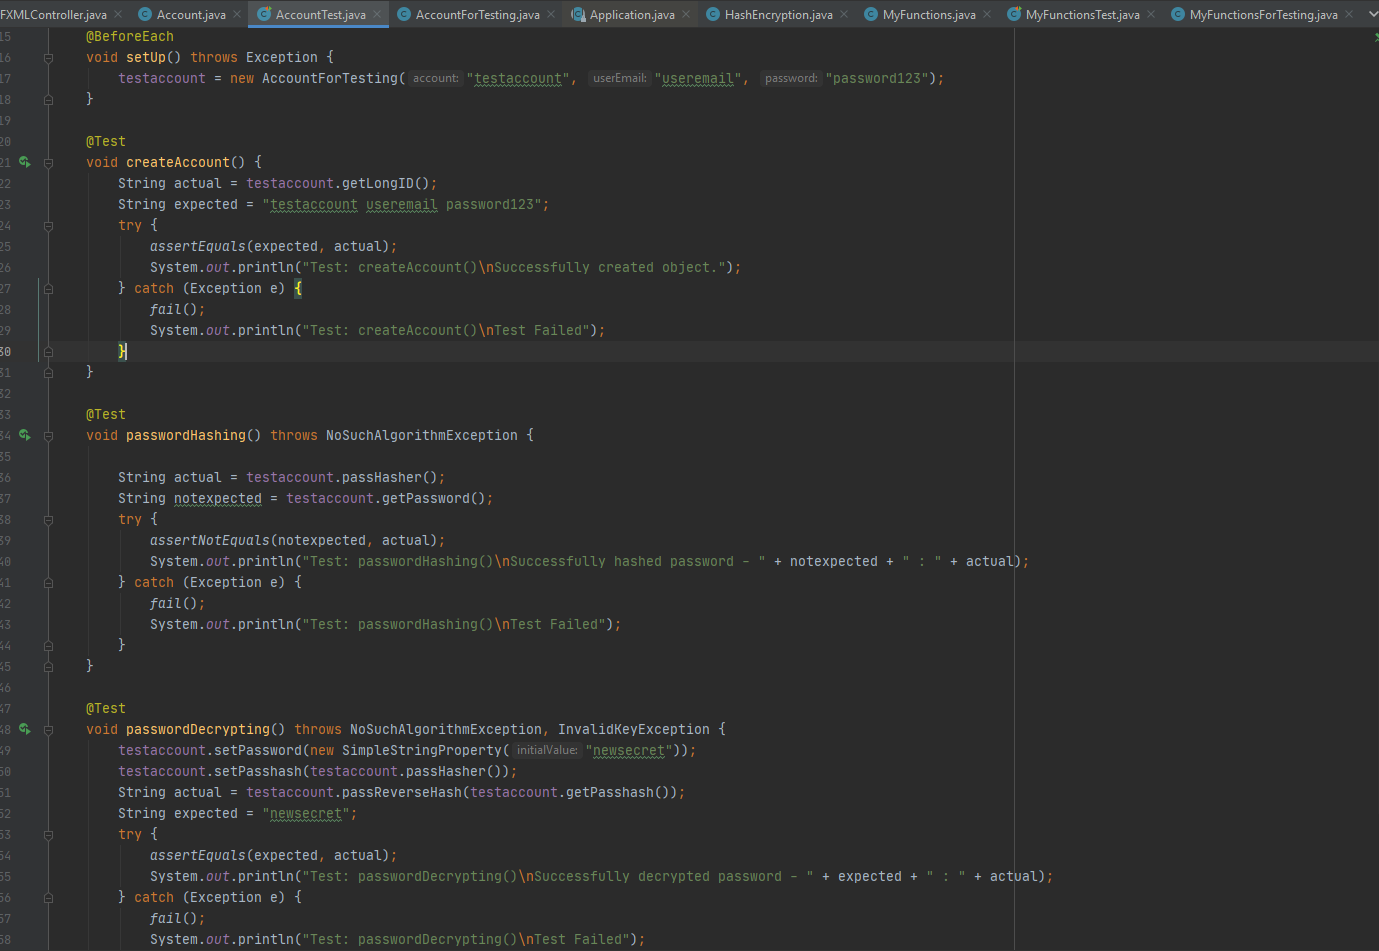 FXMLController.java Account.java AccountTest.java AccountForTesting.java Application.java HashEncryption.java MyFunctions.java MyFunctionsTest.java MyFunctionsForTesting.java
15 @BeforeEach
16 void setUp() throws Exception {
17 testaccount = new AccountForTesting( account: "testaccount", userEmail: "useremail", password: "password123");
18 }
19
20 @Test
21 void createAccount() {
22 String actual = testaccount.getLongID();
23 String expected = "testaccount useremail password123";
24 try {
25 assertEquals(expected, actual);
26 System.out.println("Test: createAccount()\nSuccessfully created object.");
27 } catch (Exception e) {
28 fail();
29 System.out.println("Test: createAccount()\nTest Failed");
30 }
31 }
32
33 @Test
34 void passwordHashing() throws NoSuchAlgorithmException {
35
36 String actual = testaccount.passHasher();
37 String notexpected = testaccount.getPassword();
38 try {
39 assertNotEquals(notexpected, actual);
40 System.out.println("Test: passwordHashing()\nSuccessfully hashed password - " + notexpected + " : " + actual);
41 } catch (Exception e) {
42 fail();
43 System.out.println("Test: passwordHashing()\nTest Failed");
44 }
45 }
46
47 @Test
48 void passwordDecrypting() throws NoSuchAlgorithmException, InvalidKeyException {
49 testaccount.setPassword(new SimpleStringProperty( initialValue: "newsecret"));
50 testaccount.setPasshash(testaccount.passHasher());
51 String actual = testaccount.passReverseHash(testaccount.getPasshash());
52 String expected = "newsecret";
53 try {
54 assertEquals(expected, actual);
55 System.out.println("Test: passwordDecrypting()\nSuccessfully decrypted password - " + expected + " : " + actual);
56 } catch (Exception e) {
57 fail();
58 System.out.println("Test: passwordDecrypting()\nTest Failed");